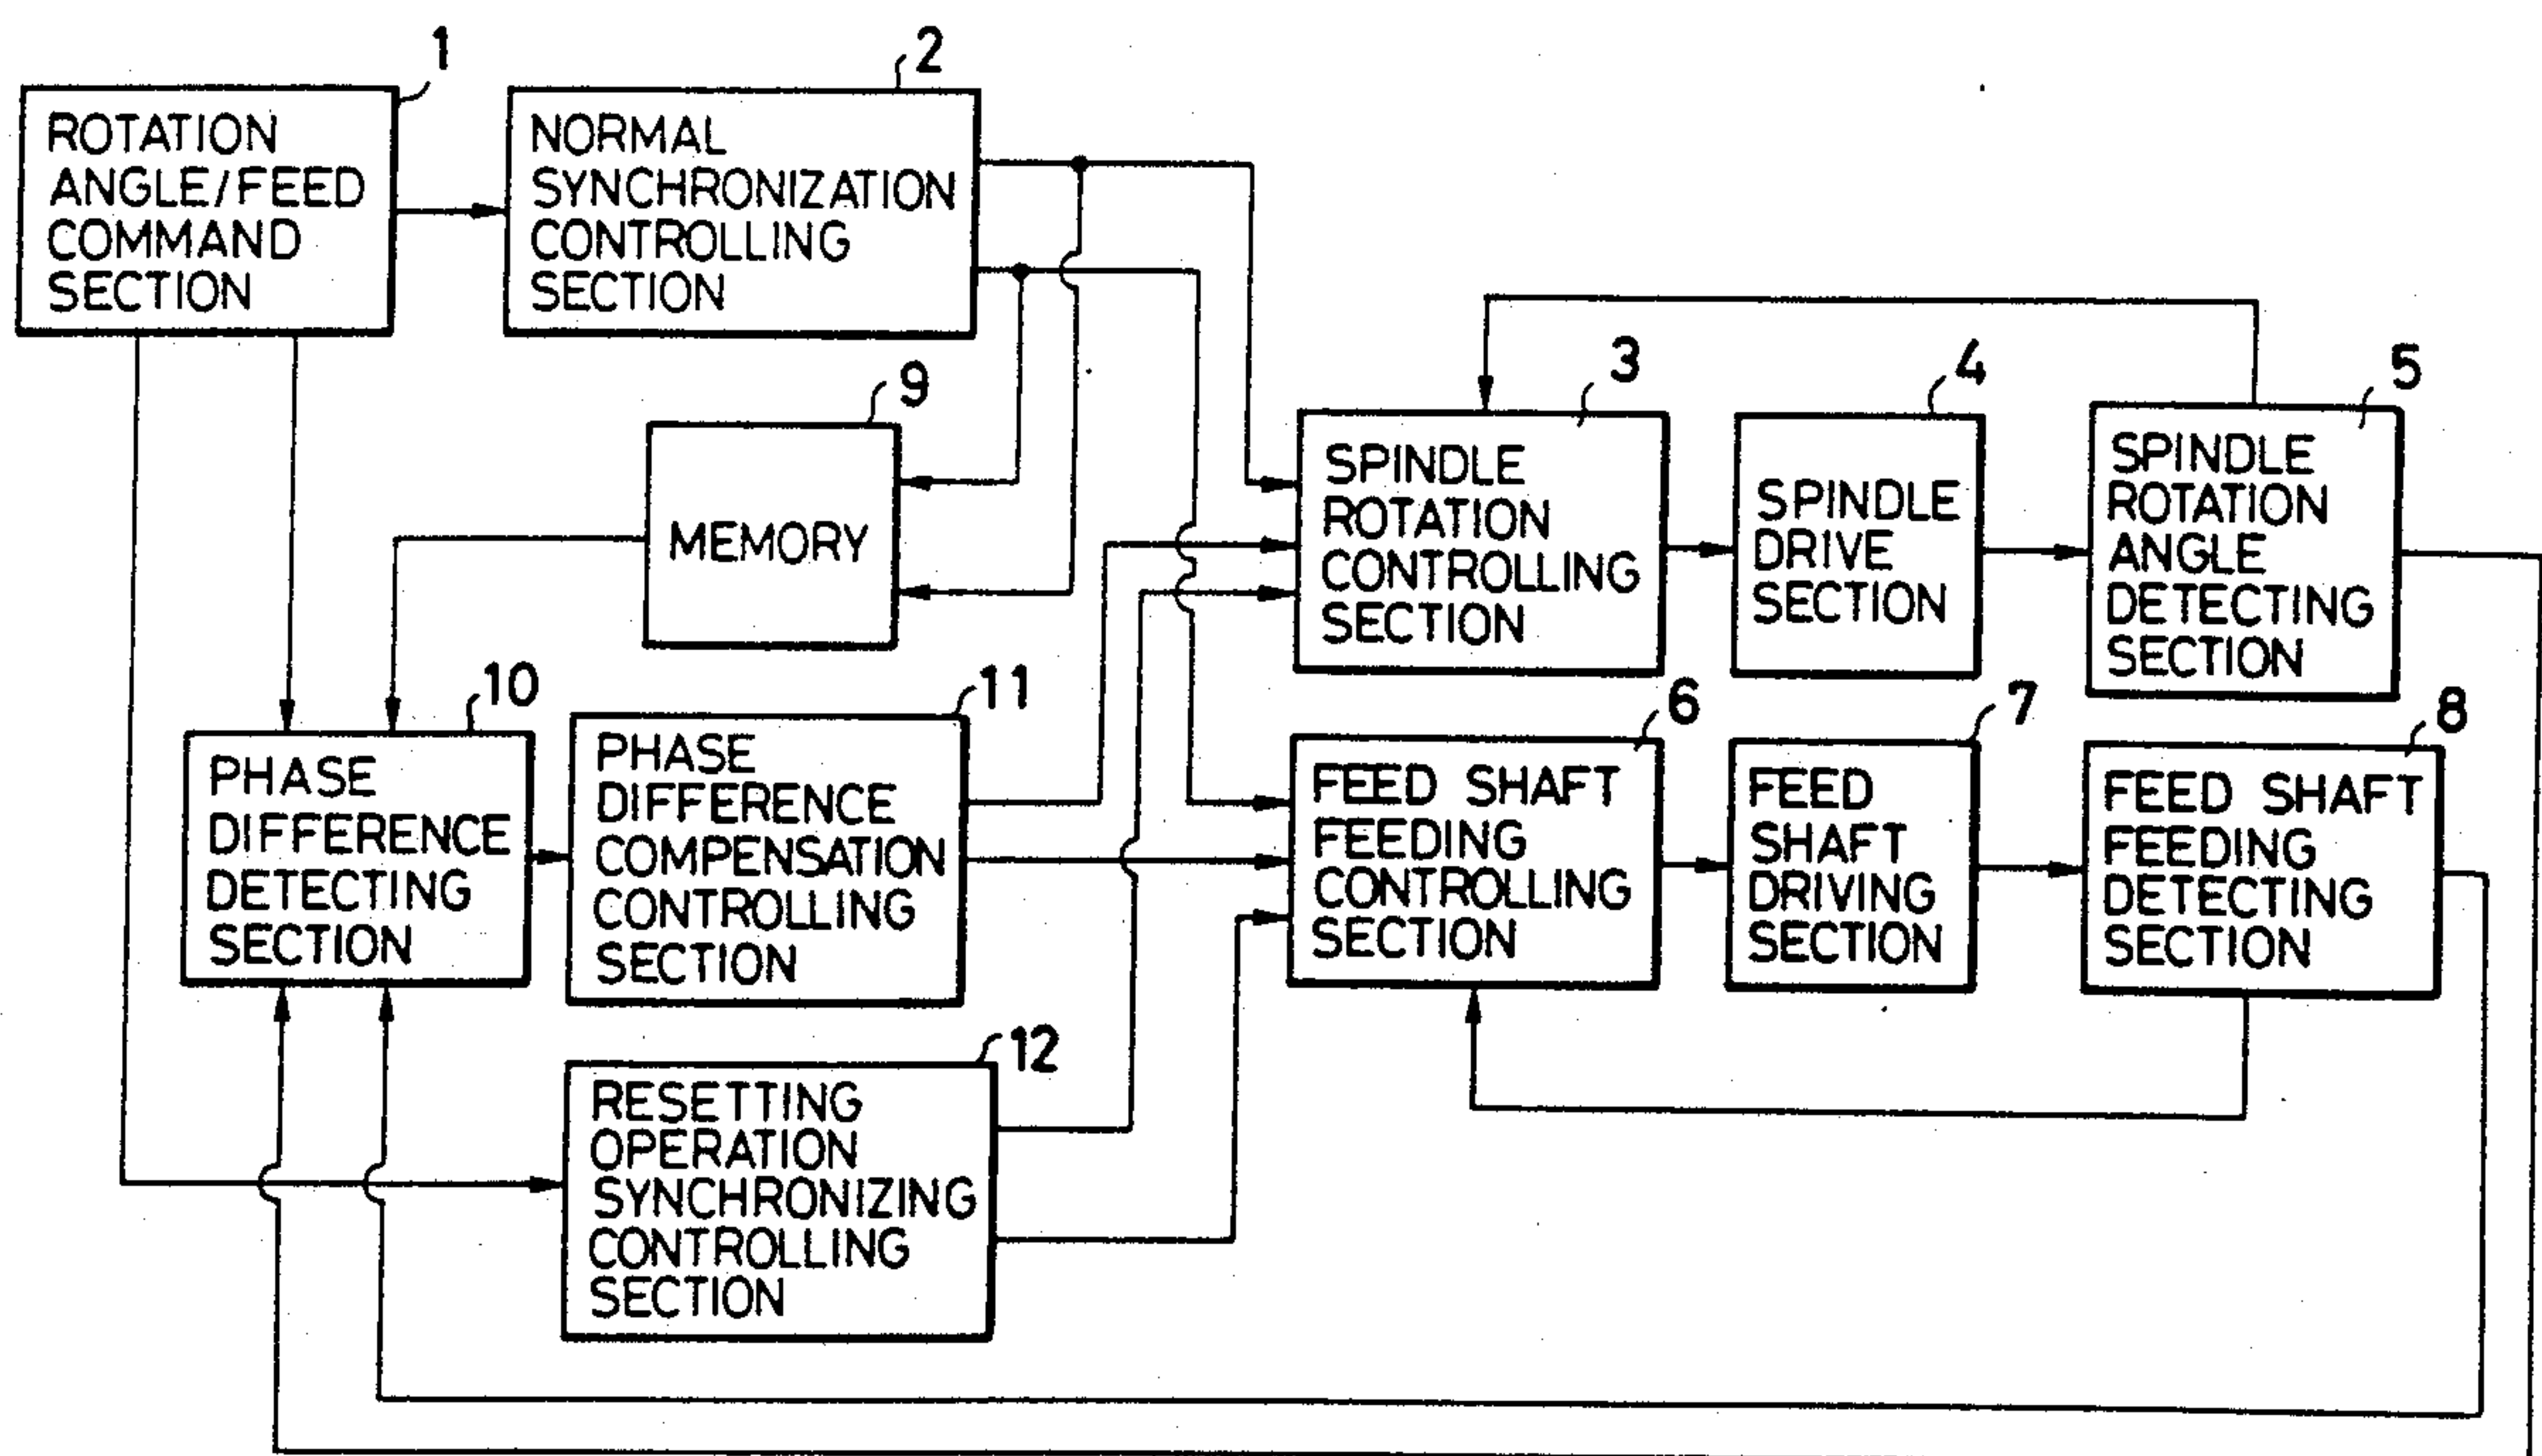 1
ROTATION
ANGLE/FEED
COMMAND
SECTION
2
NORMAL
SYNCHRONIZATION
CONTROLLING
SECTION
9
MEMORY
3
SPINDLE
ROTATION
CONTROLLING
SECTION
4
SPINDLE
DRIVE
SECTION
5
SPINDLE
ROTATION
ANGLE
DETECTING
SECTION
10
PHASE
DIFFERENCE
DETECTING
SECTION
11
PHASE
DIFFERENCE
COMPENSATION
CONTROLLING
SECTION
6
FEED SHAFT
FEEDING
CONTROLLING
SECTION
7
FEED
SHAFT
DRIVING
SECTION
8
FEED SHAFT
FEEDING
DETECTING
SECTION
12
RESETTING
OPERATION
SYNCHRONIZING
CONTROLLING
SECTION